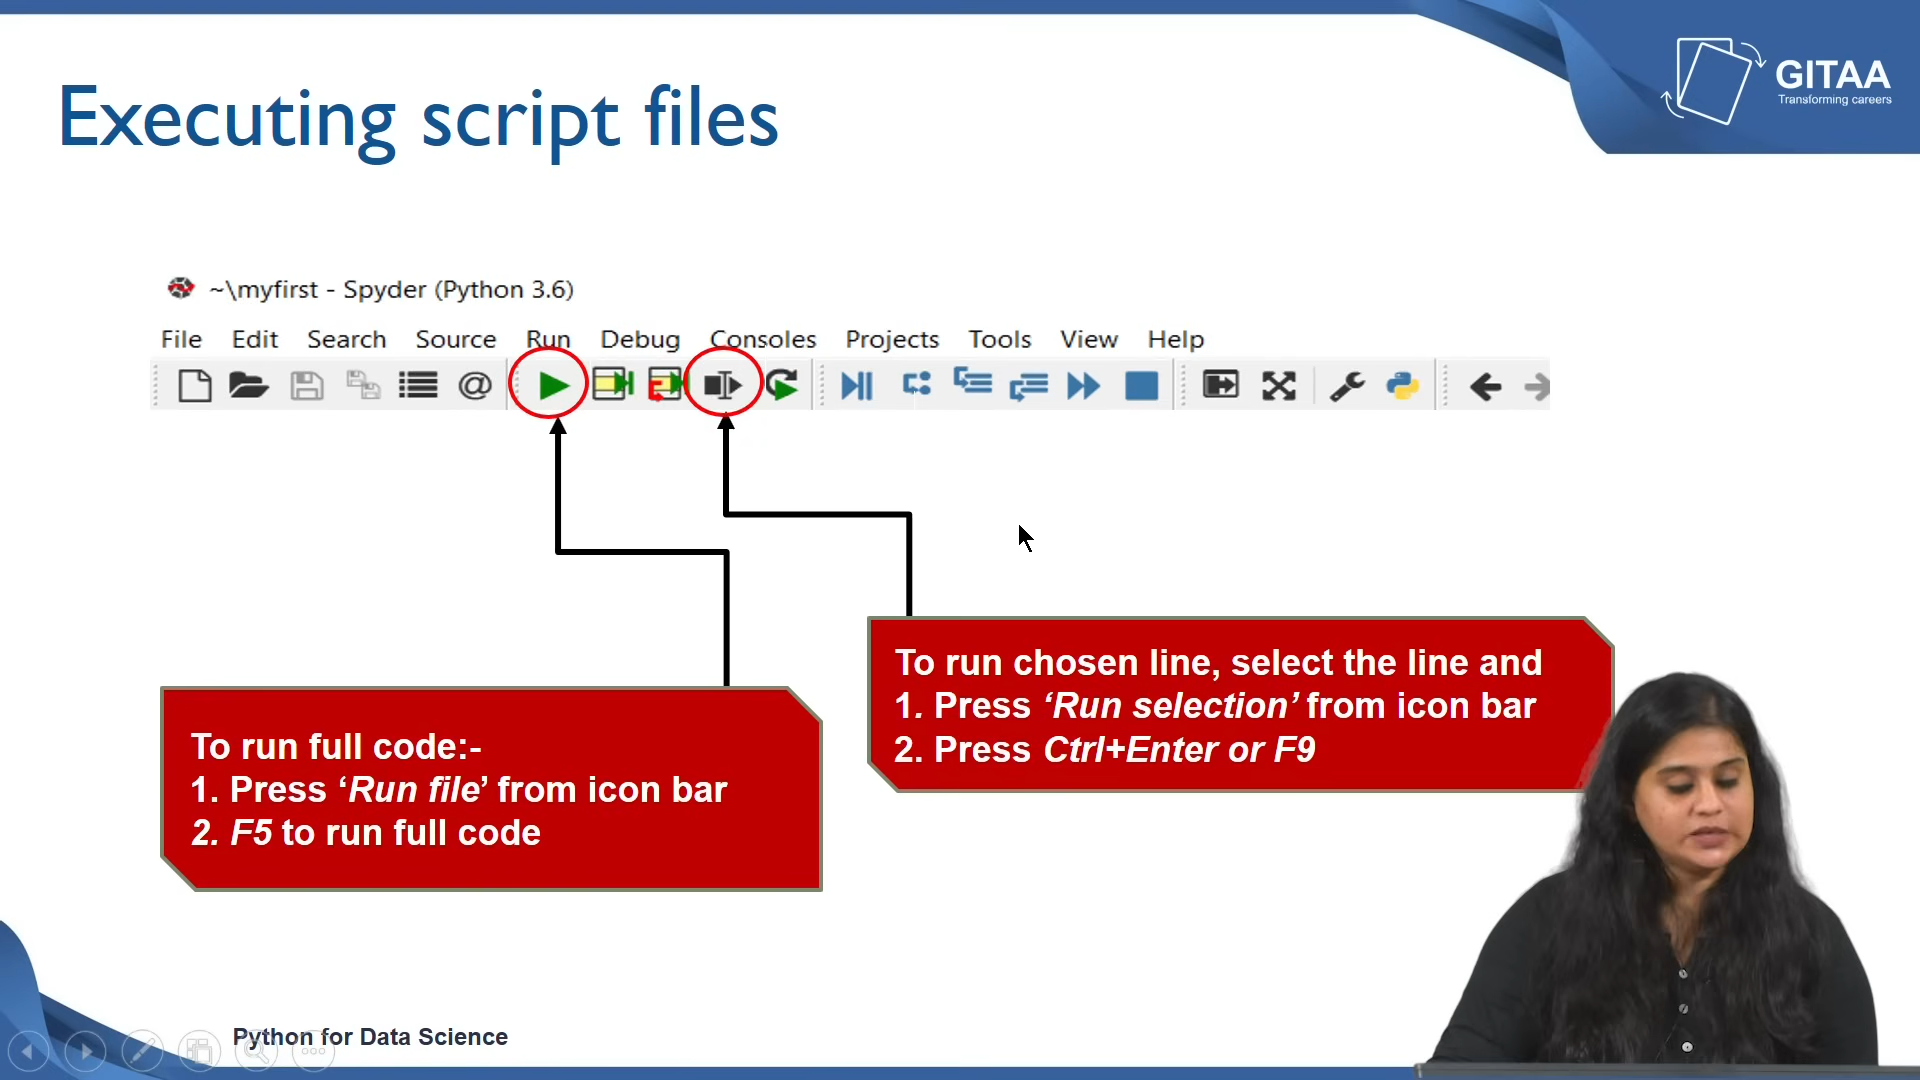 GITAA
Transforming careers
Executing script files
~\myfirst - Spyder (Python 3.6)
File Edit Search Source Run Debug Consoles Projects Tools View Help
@
To run chosen line, select the line and
1. Press ‘Run selection’ from icon bar
2. Press Ctrl+Enter or F9
To run full code:-
1. Press ‘Run file’ from icon bar
2. F5 to run full code
Python for Data Science